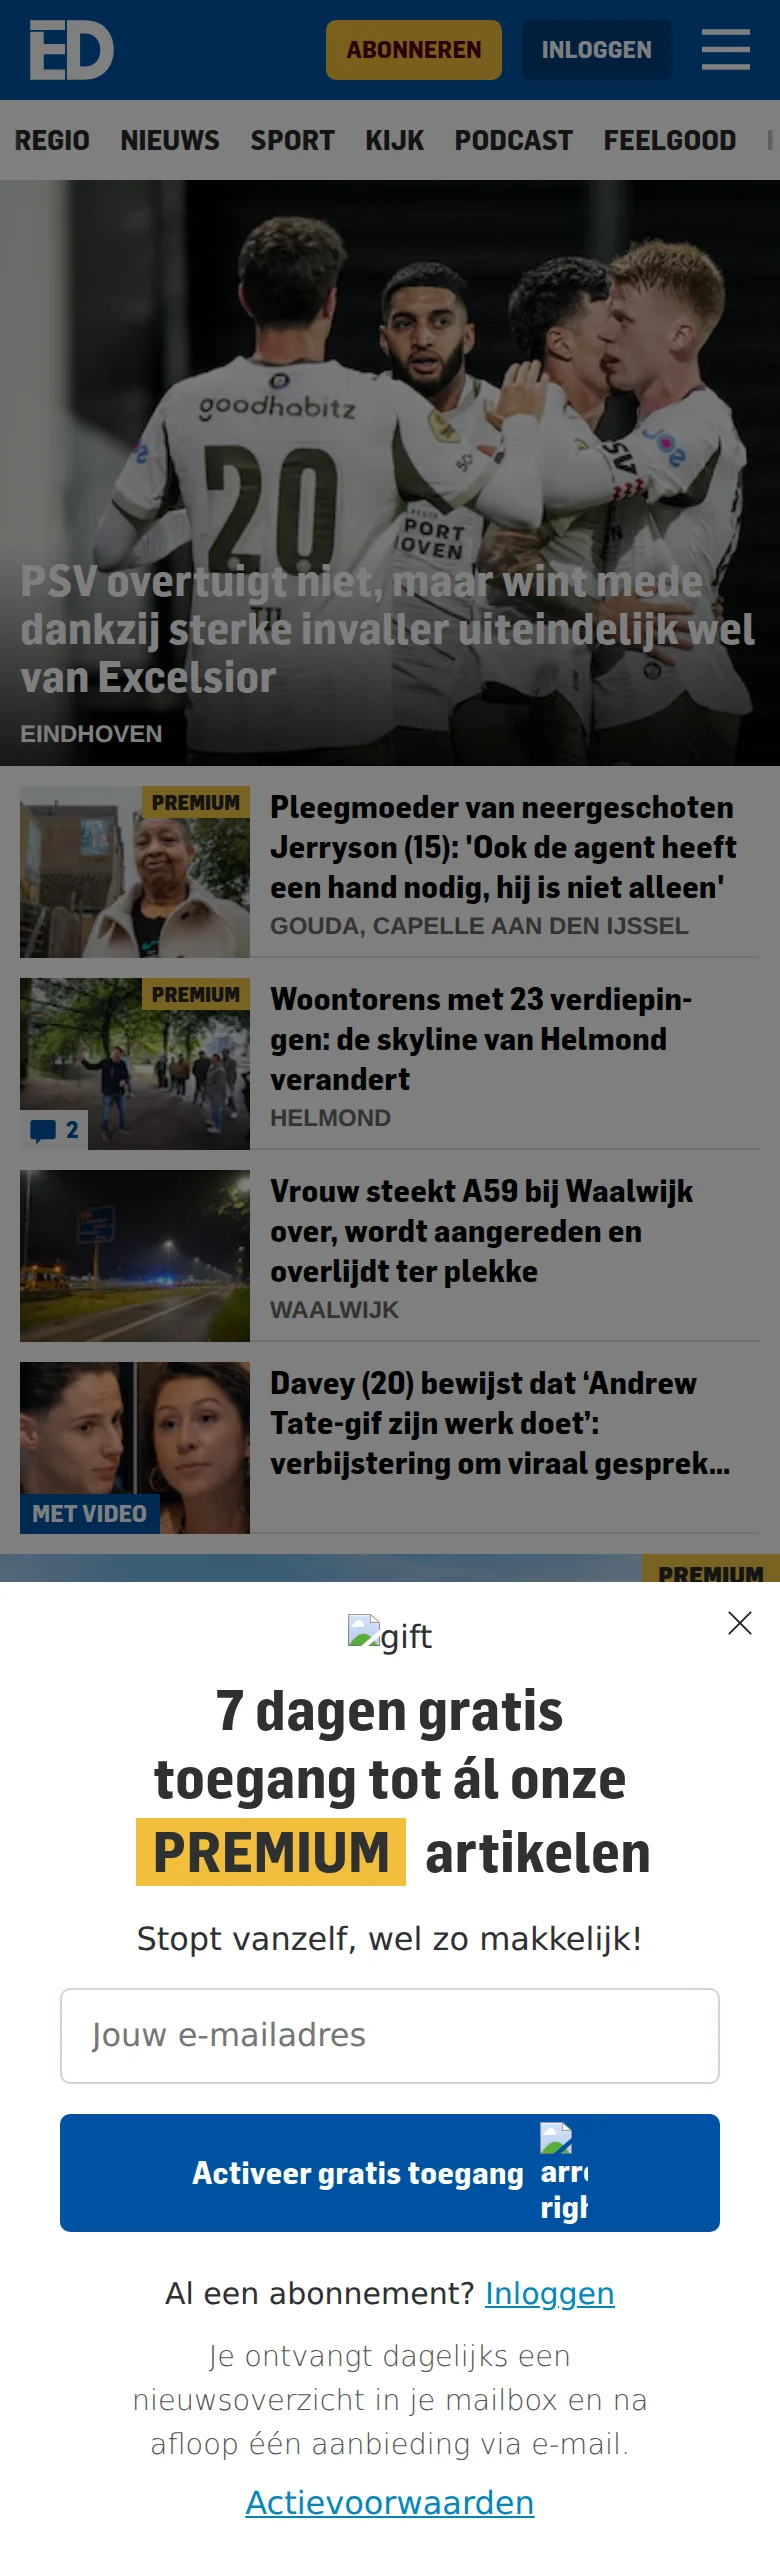 ED
ABONNEREN
INLOGGEN
REGIO NIEUWS SPORT KIJK PODCAST FEELGOOD
goodhabitz
20
PORT
HOVEN
JOE
SV
PSV overtuigt niet, maar wint mede
dankzij sterke invaller uiteindelijk wel
van Excelsior
EINDHOVEN
PREMIUM
Pleegmoeder van neergeschoten
Jerryson (15): 'Ook de agent heeft
een hand nodig, hij is niet alleen'
GOUDA, CAPELLE AAN DEN IJSSEL
PREMIUM
2
Woontorens met 23 verdiepin-
gen: de skyline van Helmond
verandert
HELMOND
Vrouw steekt A59 bij Waalwijk
over, wordt aangereden en
overlijdt ter plekke
WAALWIJK
MET VIDEO
Davey (20) bewijst dat ‘Andrew
Tate-gif zijn werk doet’:
verbijstering om viraal gesprek...
PREMIUM
gift
7 dagen gratis
toegang tot ál onze
PREMIUM artikelen
Stopt vanzelf, wel zo makkelijk!
Jouw e-mailadres
Activeer gratis toegang
Al een abonnement? Inloggen
Je ontvangt dagelijks een
nieuwsoverzicht in je mailbox en na
afloop één aanbieding via e-mail.
Actievoorwaarden